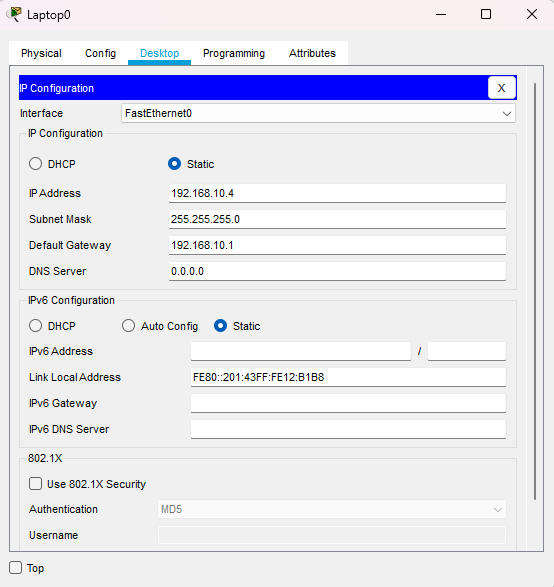 Laptop0
Physical Config Desktop Programming Attributes
IP Configuration X
Interface FastEthernet0
IP Configuration
DHCP Static
IP Address 192.168.10.4
Subnet Mask 255.255.255.0
Default Gateway 192.168.10.1
DNS Server 0.0.0.0
IPv6 Configuration
DHCP Auto Config Static
IPv6 Address /
Link Local Address FE80::201:43FF:FE12:B1B8
IPv6 Gateway
IPv6 DNS Server
802.1X
Use 802.1X Security
Authentication MD5
Username
Top